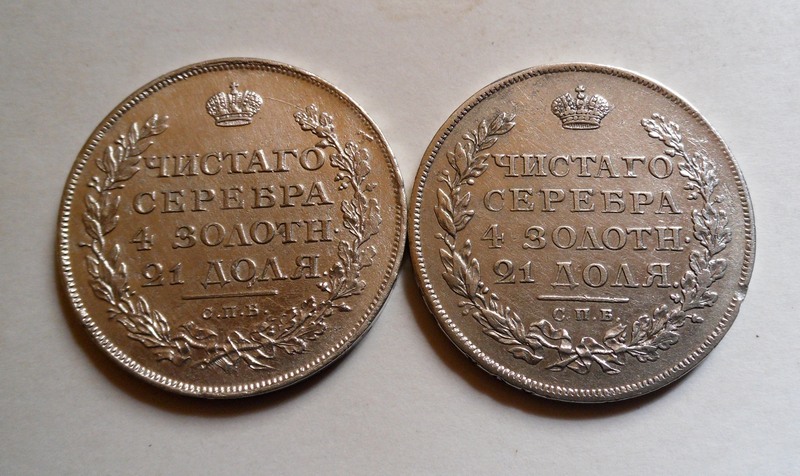 ЧИСТАГО
СЕРЕБРА
4 ЗОЛОТН.
21 ДОЛЯ.
С.П.Б.
ЧИСТАГО
СЕРЕБРА
4 ЗОЛОТН.
21 ДОЛЯ.
С.П.Б.